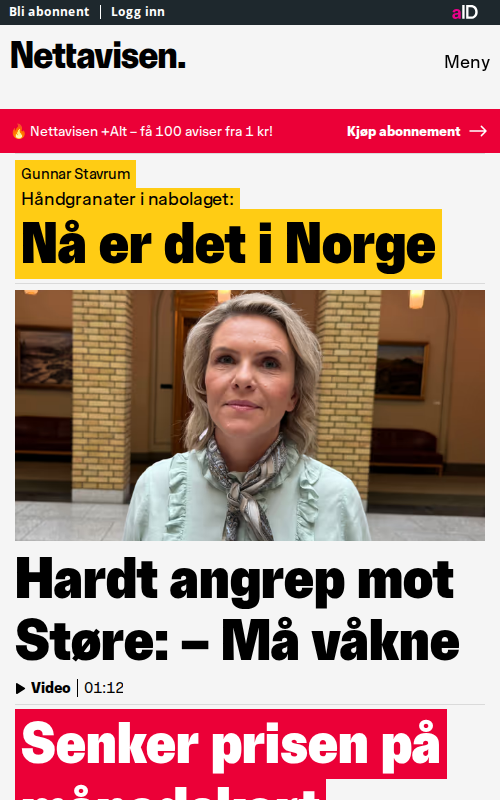 Bli abonnent | Logg inn
aID
Nettavisen.
Meny
🔥 Nettavisen +Alt – få 100 aviser fra 1 kr!
Kjøp abonnement →
Gunnar Stavrum
Håndgranater i nabolaget:
Nå er det i Norge
Hardt angrep mot
Støre: – Må våkne
Video | 01:12
Senker prisen på
månedskort